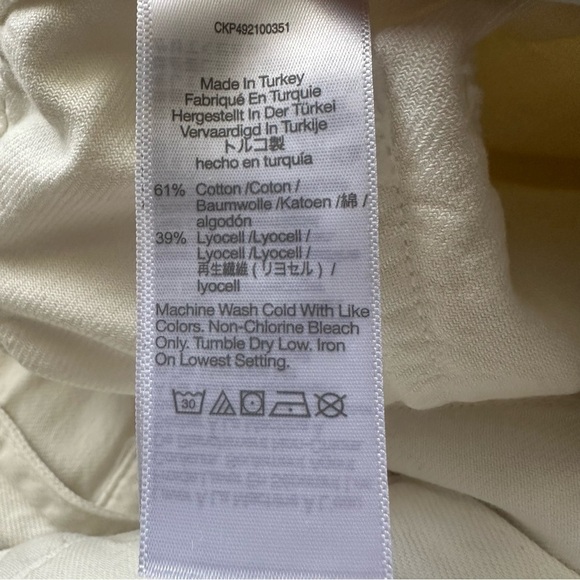 CKP492100351
Made In Turkey
Fabriqué En Turquie
Hergestellt In Der Türkei
Vervaardigd In Turkije
トルコ製
hecho en turquía
61% Cotton /Coton /
Baumwolle /Katoen /綿 /
algodón
39% Lyocell /Lyocell /
Lyocell /Lyocell /
再生繊維 ( リヨセル ) /
lyocell
Machine Wash Cold With Like
Colors. Non-Chlorine Bleach
Only. Tumble Dry Low. Iron
On Lowest Setting.
30